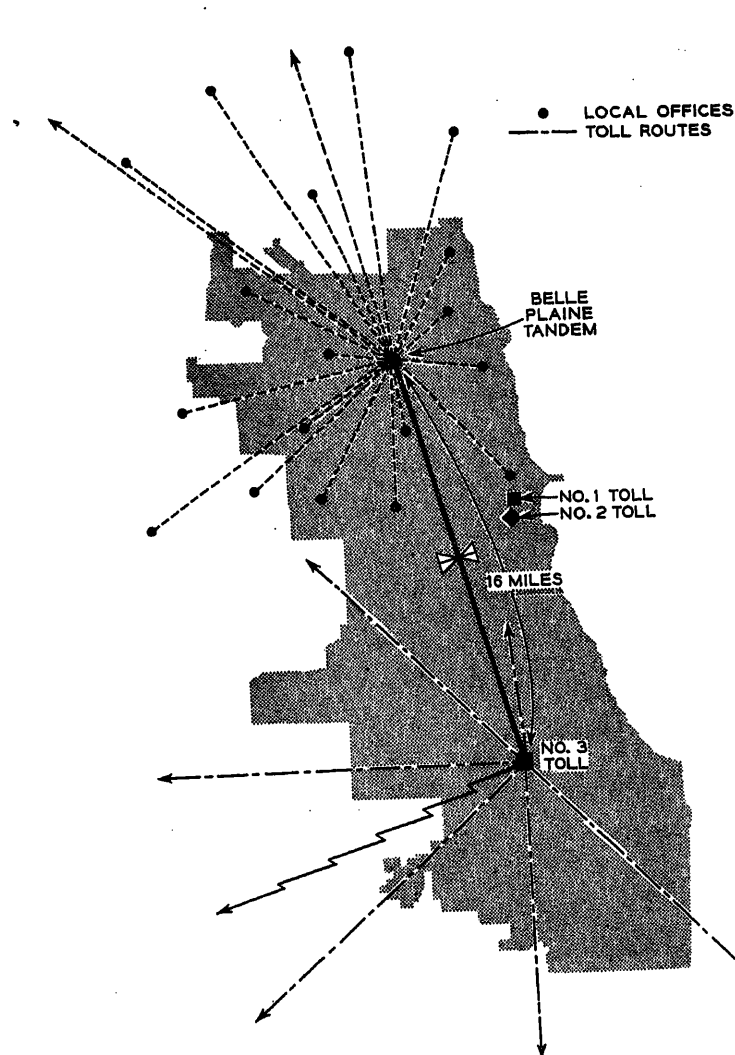 LOCAL OFFICES
TOLL ROUTES
BELLE
PLAINE
TANDEM
NO. 1 TOLL
NO. 2 TOLL
16 MILES
NO. 3
TOLL